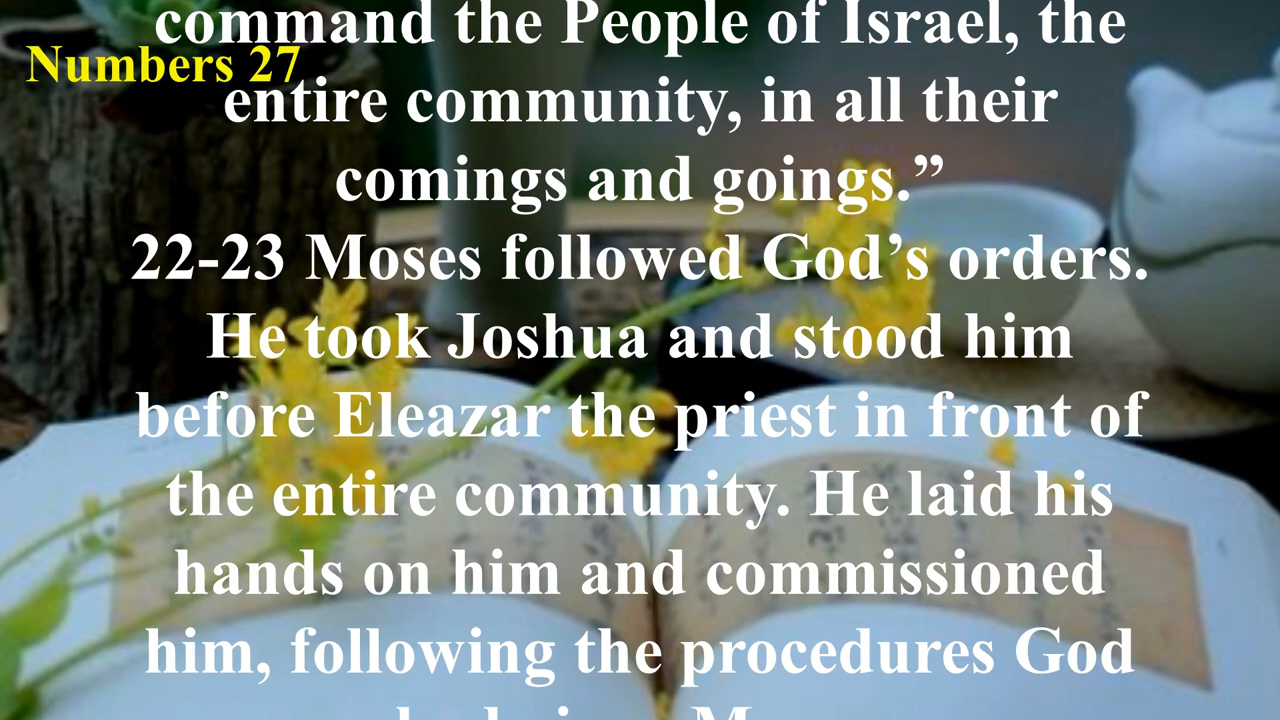 command the People of Israel, the
Numbers 27
entire community, in all their
comings and goings.”
22-23 Moses followed God’s orders.
He took Joshua and stood him
before Eleazar the priest in front of
the entire community. He laid his
hands on him and commissioned
him, following the procedures God